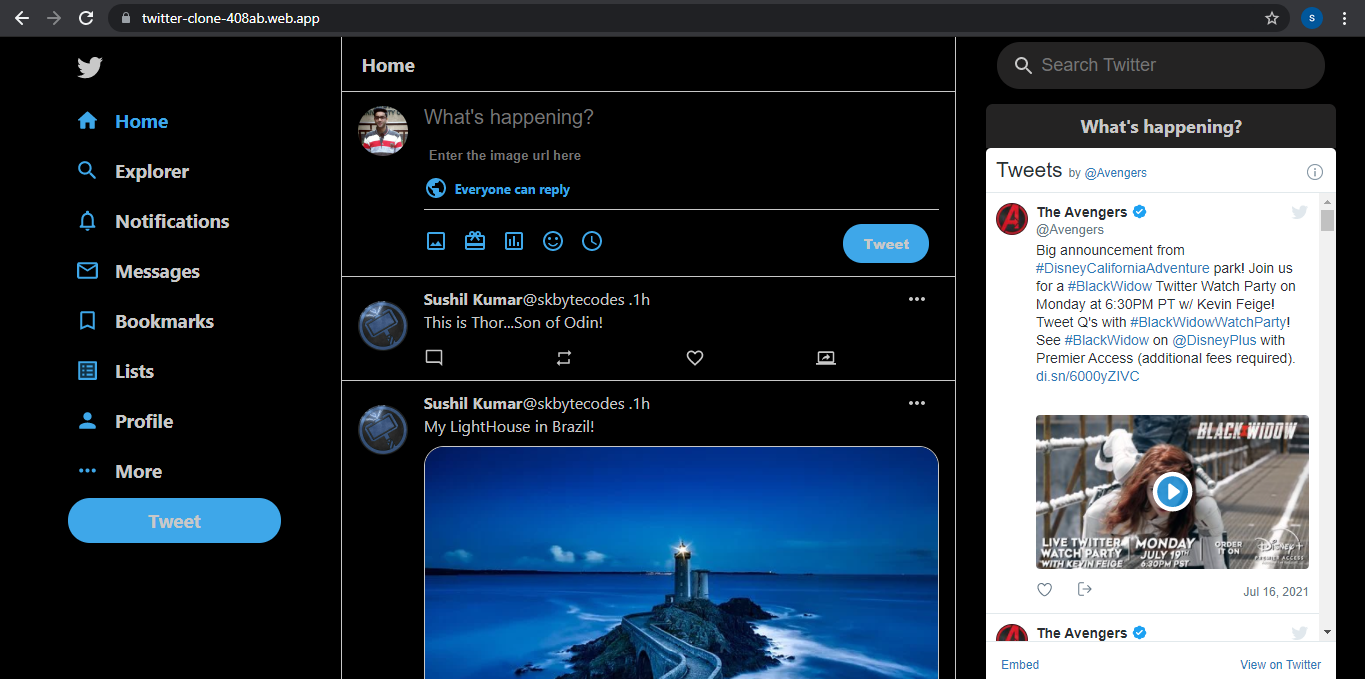 twitter-clone-408ab.web.app
S
Home
Explorer
Notifications
Messages
Bookmarks
Lists
Profile
More
Tweet
Home
What's happening?
Enter the image url here
Everyone can reply
Tweet
Sushil Kumar@skbytecodes .1h
This is Thor...Son of Odin!
Sushil Kumar@skbytecodes .1h
My LightHouse in Brazil!
Search Twitter
What's happening?
Tweets by @Avengers
The Avengers
@Avengers
Big announcement from
#DisneyCaliforniaAdventure park! Join us
for a #BlackWidow Twitter Watch Party on
Monday at 6:30PM PT w/ Kevin Feige!
Tweet Q's with #BlackWidowWatchParty!
See #BlackWidow on @DisneyPlus with
Premier Access (additional fees required).
di.sn/6000yZIVC
BLACK WIDOW
LIVE TWITTER
WATCH PARTY
WITH KEVIN FEIGE
MONDAY
JULY 19TH
6:30PM PST
ORDER
IT ON
Disney+
PREMIER ACCESS
Jul 16, 2021
The Avengers
Embed
View on Twitter